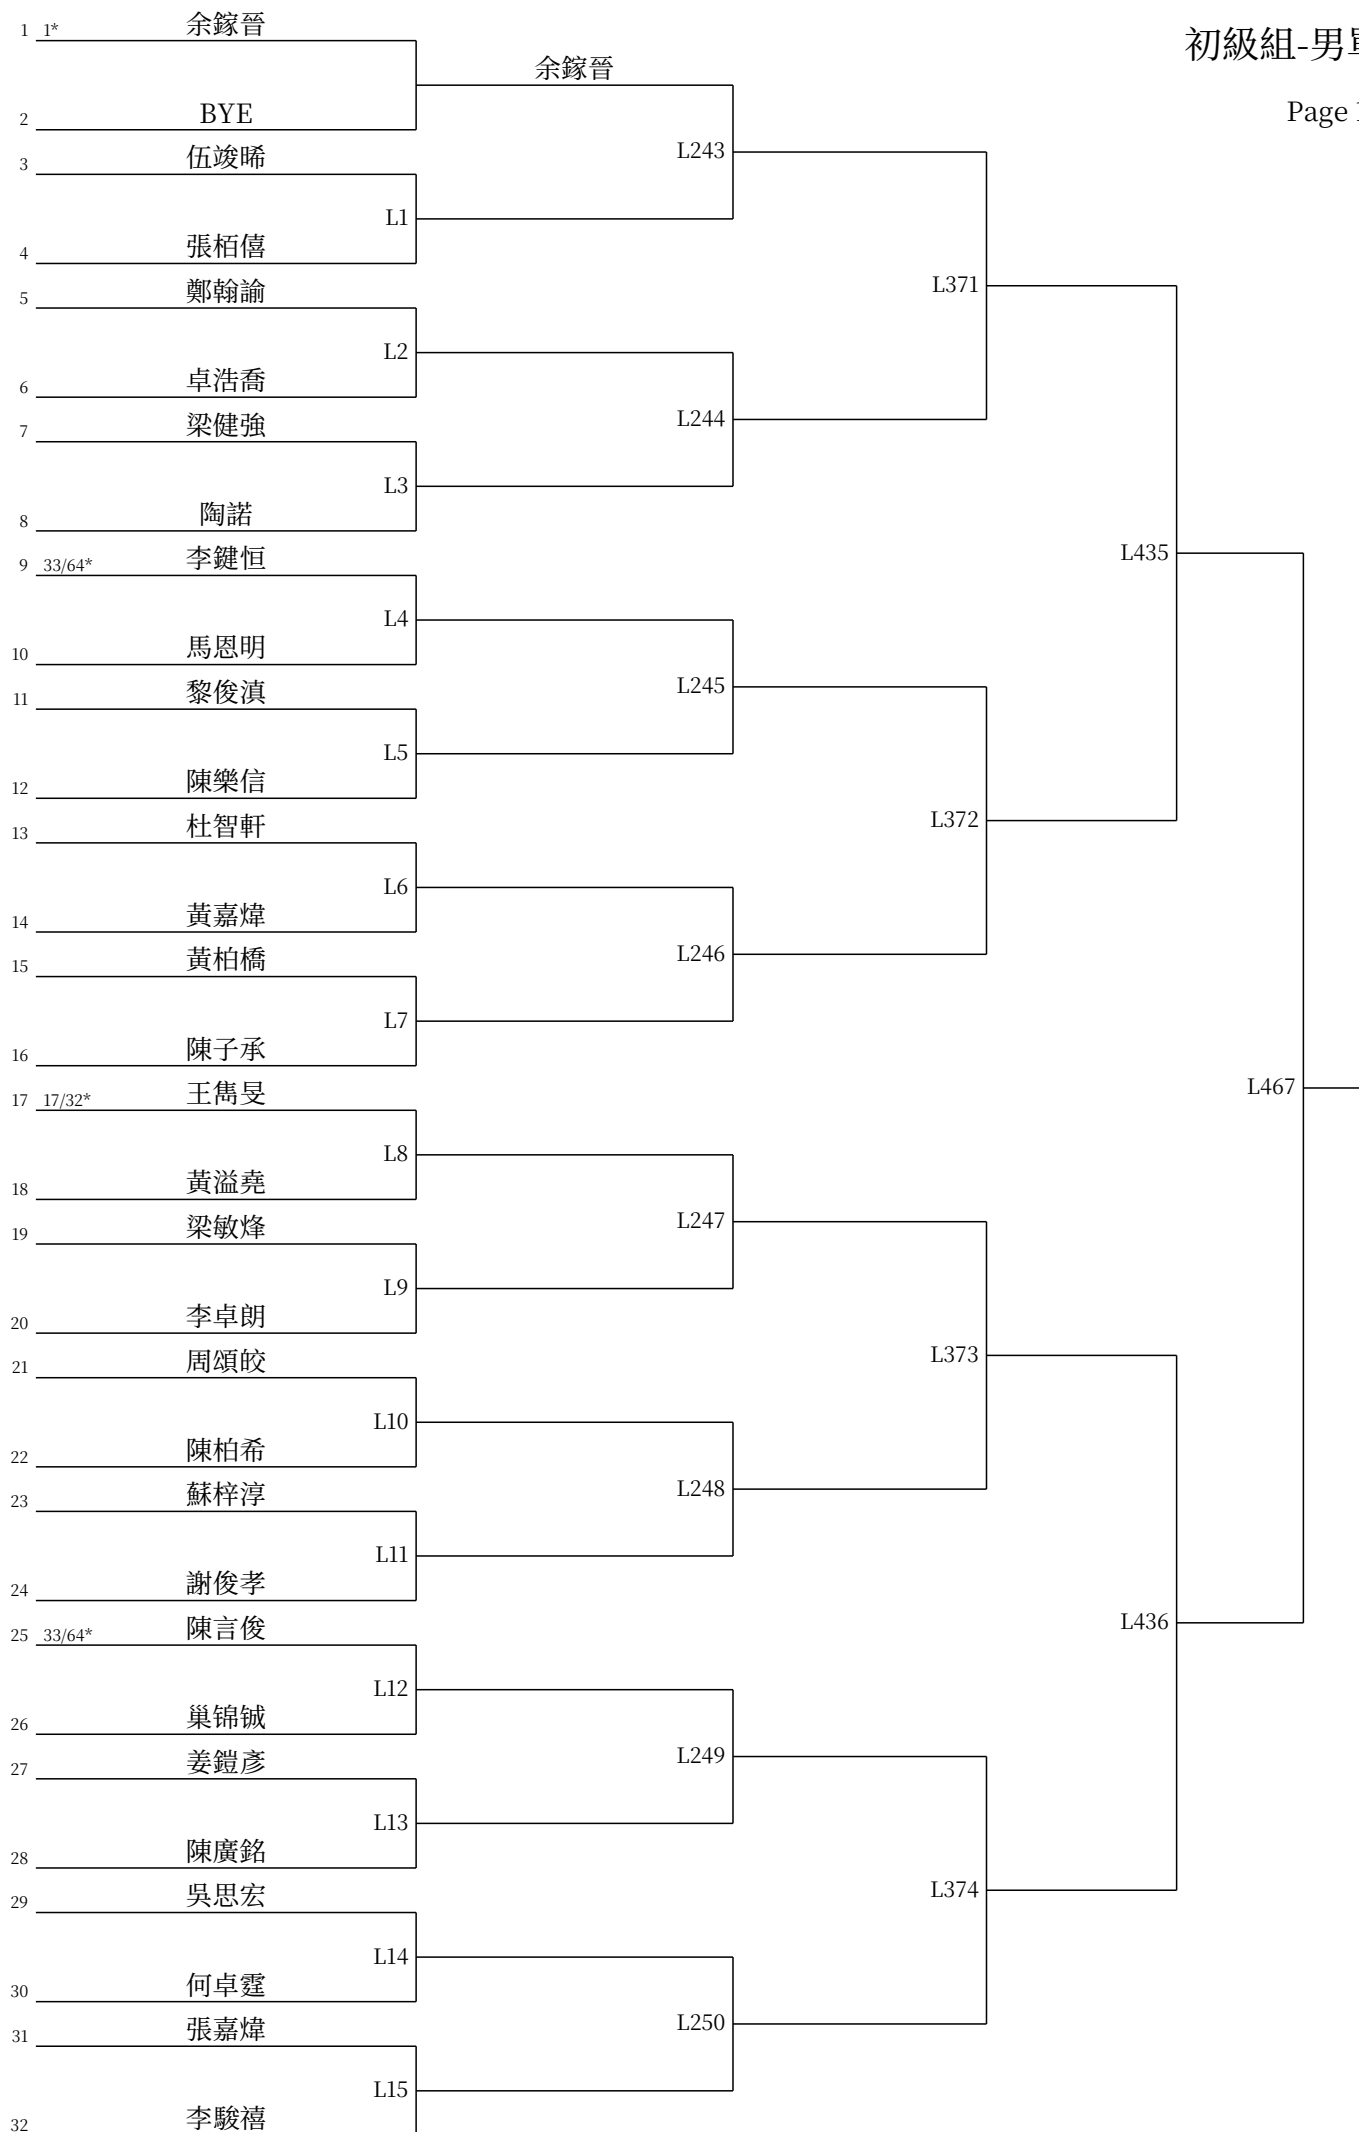 初級組-男
Page
1 1* 余鎵晉
余鎵晉
2 BYE
L243
3 伍竣晞
L1
4 張栢僖
5 鄭翰諭
L371
L2
6 卓浩喬
L244
7 梁健強
L3
8 陶諾
L435
9 33/64* 李鍵恒
L4
10 馬恩明
L245
11 黎俊滇
L5
12 陳樂信
L372
13 杜智軒
L6
14 黃嘉煒
L246
15 黃柏橋
L7
16 陳子承
L467
17 17/32* 王雋旻
L8
18 黃溢堯
L247
19 梁敏烽
L9
20 李卓朗
L373
21 周頌皎
L10
22 陳柏希
L248
23 蘇梓淳
L11
24 謝俊孝
L436
25 33/64* 陳言俊
L12
26 巢锦铖
L249
27 姜鎧彥
L13
28 陳廣銘
L374
29 吳思宏
L14
30 何卓霆
L250
31 張嘉煒
L15
32 李駿禧